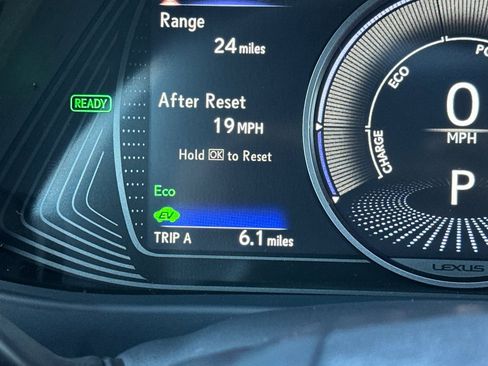 Range
24 miles
READY
After Reset
19 MPH
Hold OK to Reset
Eco
EV
TRIP A 6.1 miles
PO
ECO
CHARGE
0
MPH
P
LEXUS